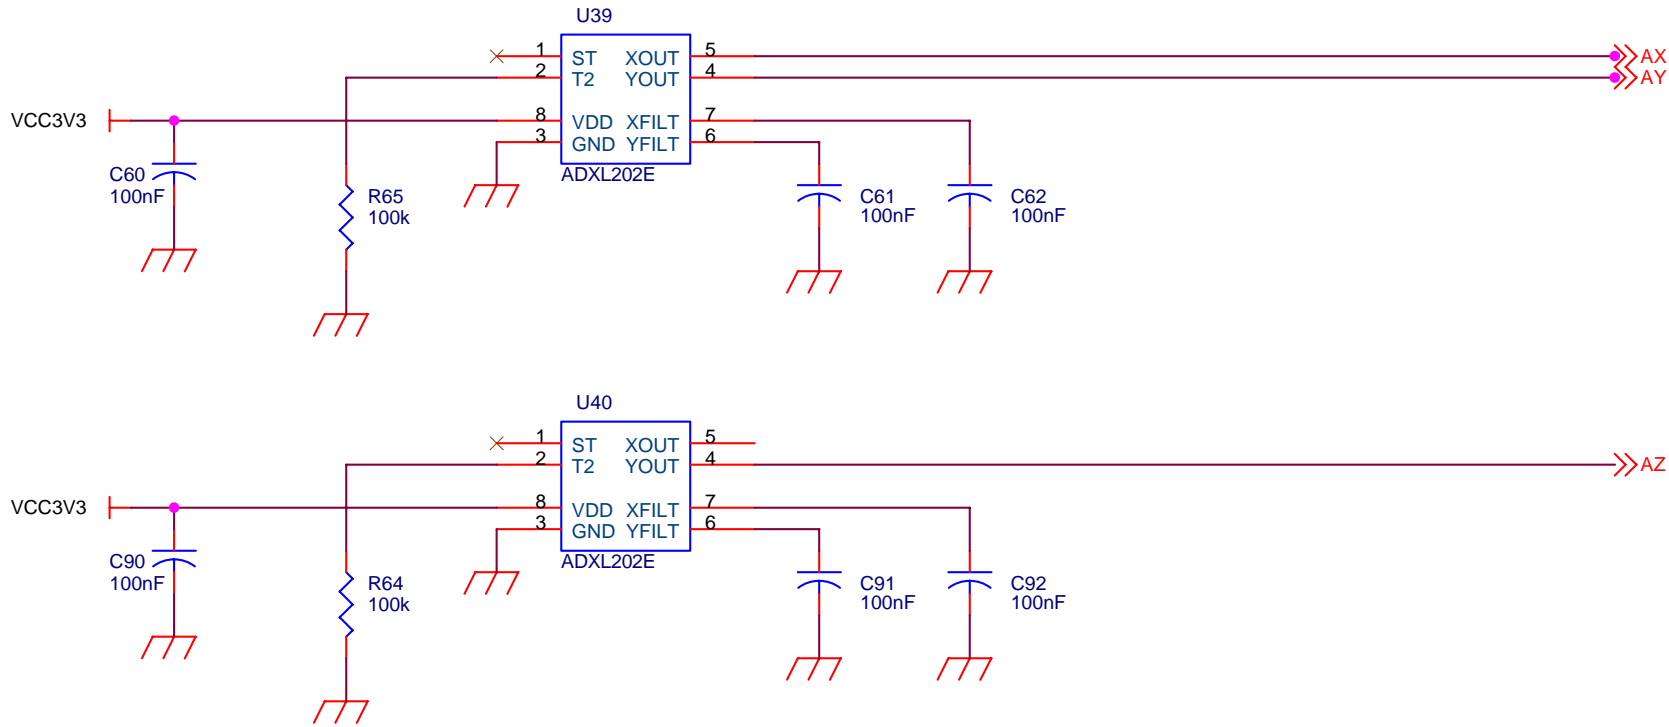 U39
1 ST XOUT 5 AX
2 T2 YOUT 4 AY
VCC3V3 8 VDD XFILT 7
3 GND YFILT 6
ADXL202E
C60
100nF
R65
100k
C61
100nF
C62
100nF
U40
1 ST XOUT 5
2 T2 YOUT 4 AZ
VCC3V3 8 VDD XFILT 7
3 GND YFILT 6
ADXL202E
C90
100nF
R64
100k
C91
100nF
C92
100nF